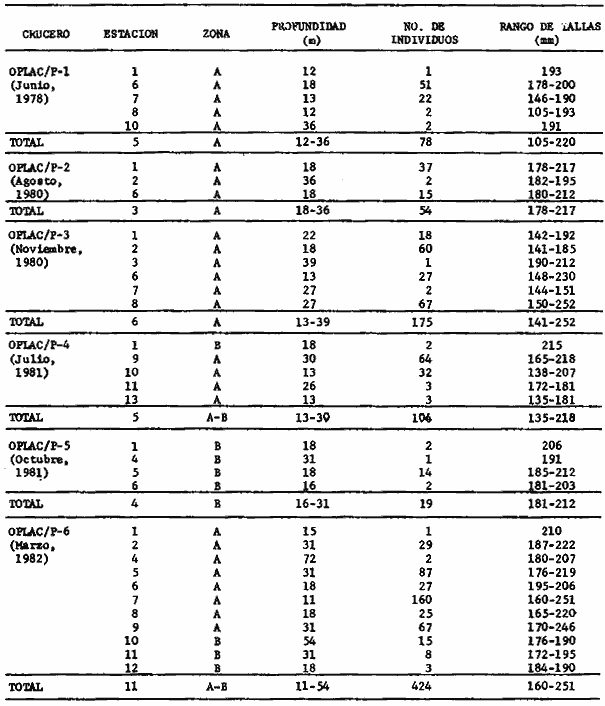 CRUCERO ESTACION ZONA PROFUNDIDAD (m) NO. DE INDIVIDUOS RANGO DE TALLAS (mm)
OPLAC/P-1 1 A 12 1 193
(Junio, 6 A 18 51 178-200
1978) 7 A 13 22 146-190
8 A 12 2 105-193
10 A 36 2 191
TOTAL 5 A 12-36 78 105-220
OPLAC/P-2 1 A 18 37 178-217
(Agosto, 2 A 36 2 182-195
1980) 6 A 18 15 180-212
TOTAL 3 A 18-36 54 178-217
OPLAC/P-3 1 A 22 18 142-192
(Noviembre, 2 A 18 60 141-185
1980) 3 A 39 1 190-212
6 A 13 27 148-230
7 A 27 2 144-151
8 A 27 67 150-252
TOTAL 6 A 13-39 175 141-252
OPLAC/P-4 1 B 18 2 215
(Julio, 9 A 30 64 165-218
1981) 10 A 13 32 138-207
11 A 26 3 172-181
13 A 13 3 135-181
TOTAL 5 A-B 13-30 104 135-218
OPLAC/P-5 1 B 18 2 206
(Octubre, 4 B 31 1 191
1981) 5 B 18 14 185-212
6 B 16 2 181-203
TOTAL 4 B 16-31 19 181-212
OPLAC/P-6 1 A 15 1 210
(Marzo, 2 A 31 29 187-222
1982) 4 A 72 2 180-207
5 A 31 87 176-219
6 A 18 27 195-206
7 A 11 160 160-251
8 A 18 25 165-220
9 A 31 67 170-246
10 B 54 15 176-190
11 B 31 8 172-195
12 B 18 3 184-190
TOTAL 11 A-B 11-54 424 160-251